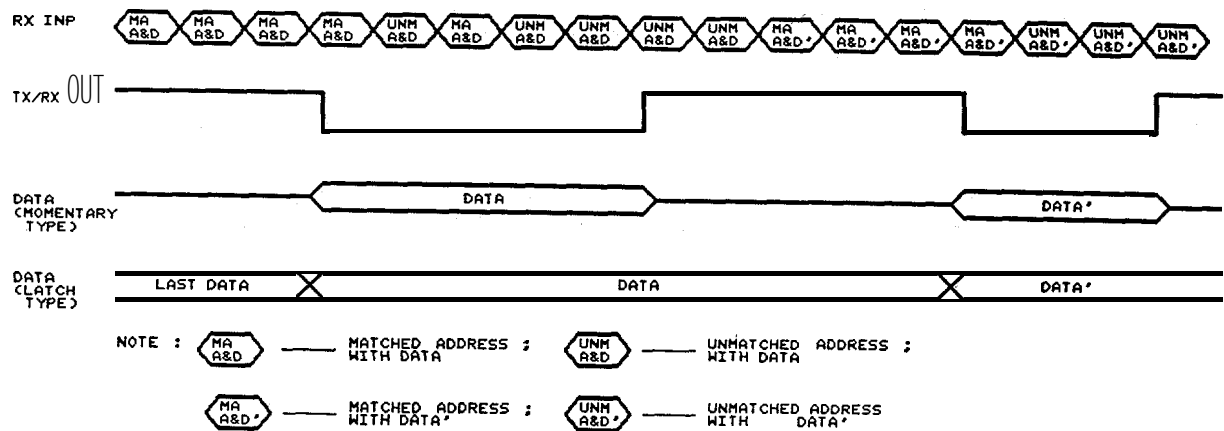 RX INP MA MA MA MA UNM MA UNM UNM UNM UNM MA MA MA MA UNM UNM UNM
A&D A&D A&D A&D A&D A&D A&D A&D A&D A&D A&D' A&D' A&D' A&D' A&D' A&D' A&D'
TX/RX OUT
DATA
(MOMENTARY
TYPE)
DATA
DATA'
DATA
(LATCH
TYPE)
LAST DATA
DATA
DATA'
NOTE : MA A&D MATCHED ADDRESS ;
WITH DATA
UNM A&D UNMATCHED ADDRESS ;
WITH DATA
MA A&D' MATCHED ADDRESS ;
WITH DATA'
UNM A&D' UNMATCHED ADDRESS
WITH DATA'